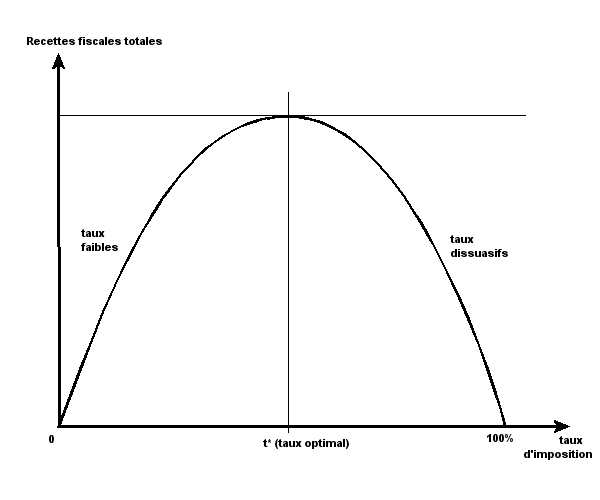 Recettes fiscales totales
taux
faibles
taux
dissuasifs
0
t* (taux optimal)
100%
taux
d'imposition